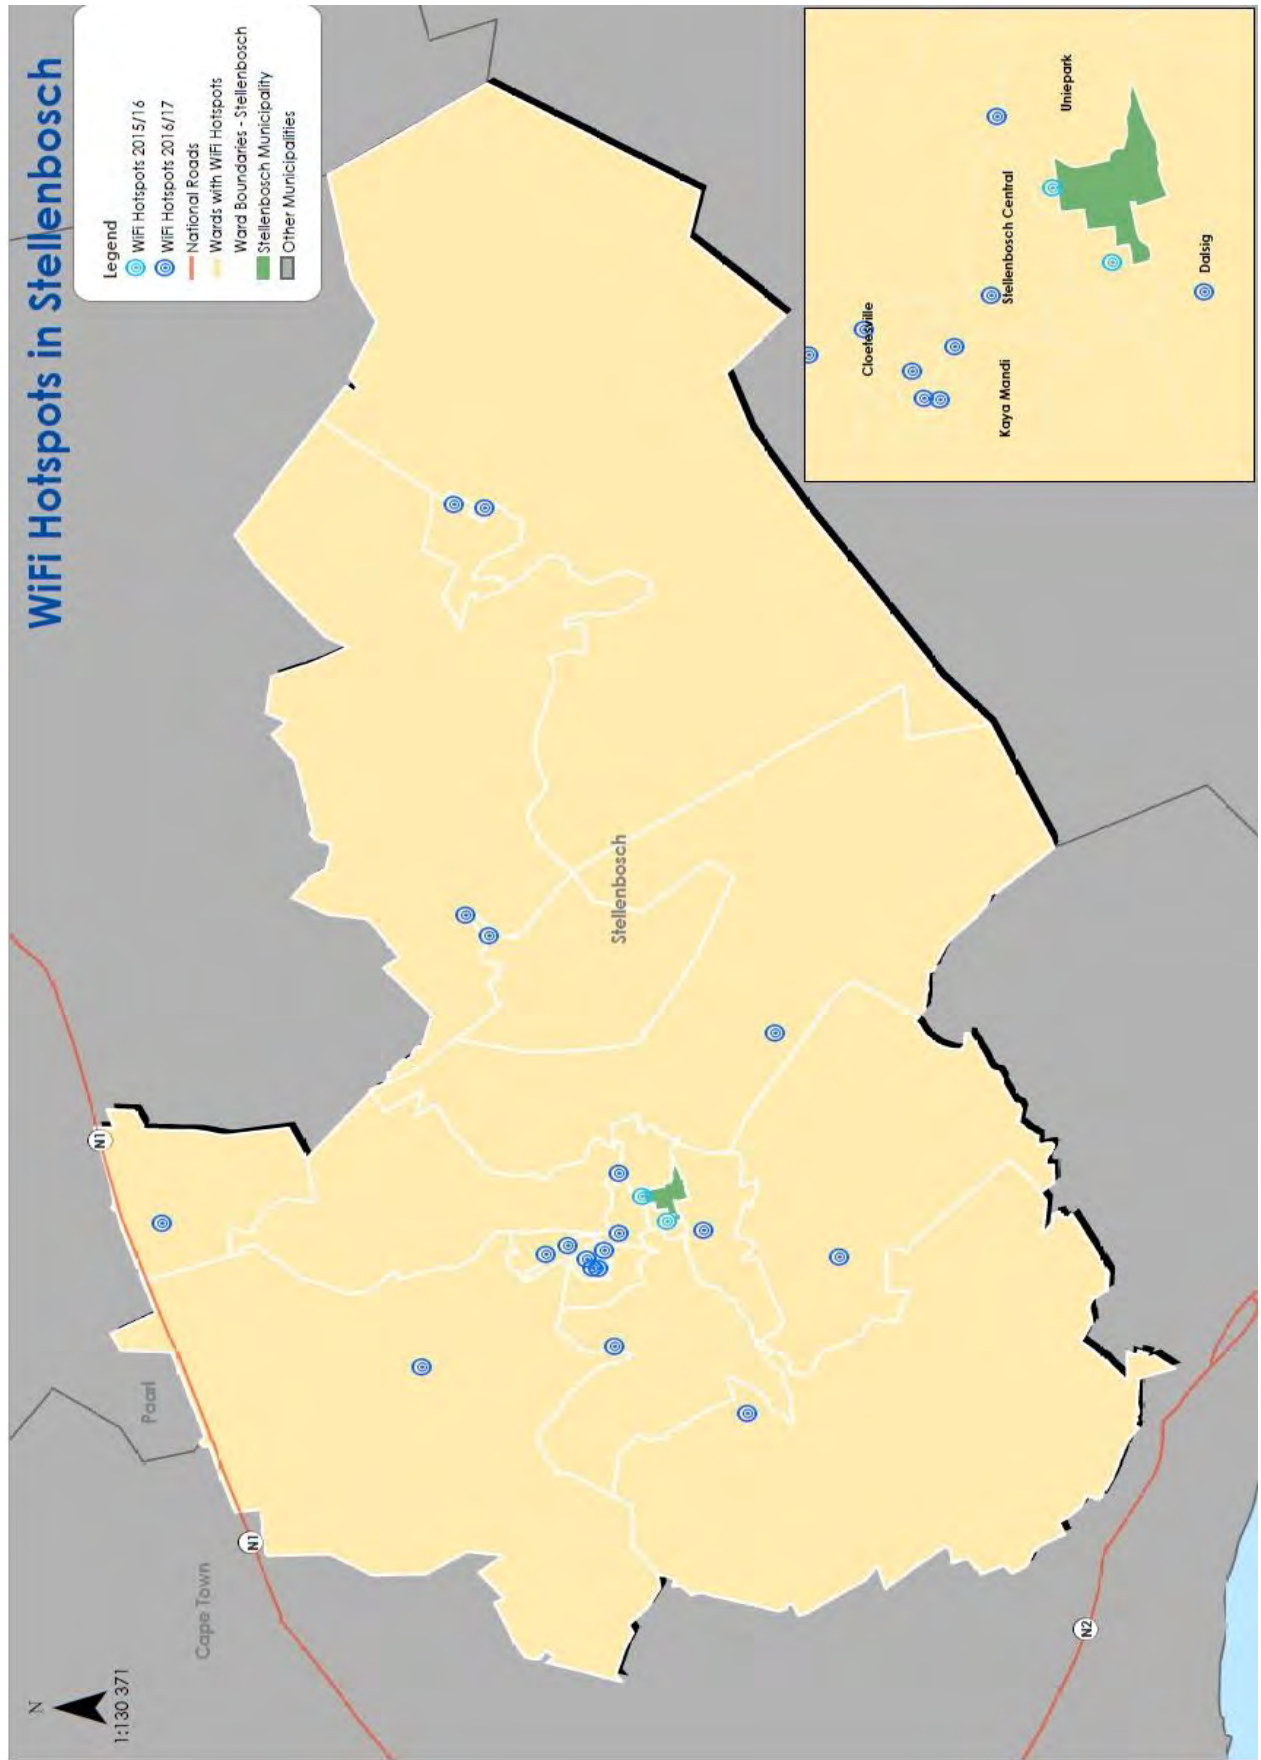 WiFi Hotspots in Stellenbosch
Legend
WiFi Hotspots 2015/16
WiFi Hotspots 2016/17
National Roads
Wards with WiFi Hotspots
Ward Boundaries - Stellenbosch
Stellenbosch Municipality
Other Municipalities
N
1:130 371
Cape Town
Paarl
N1
N1
Stellenbosch
N2
Cloetesville
Kaya Mandi
Stellenbosch Central
Uniepark
Dalsig